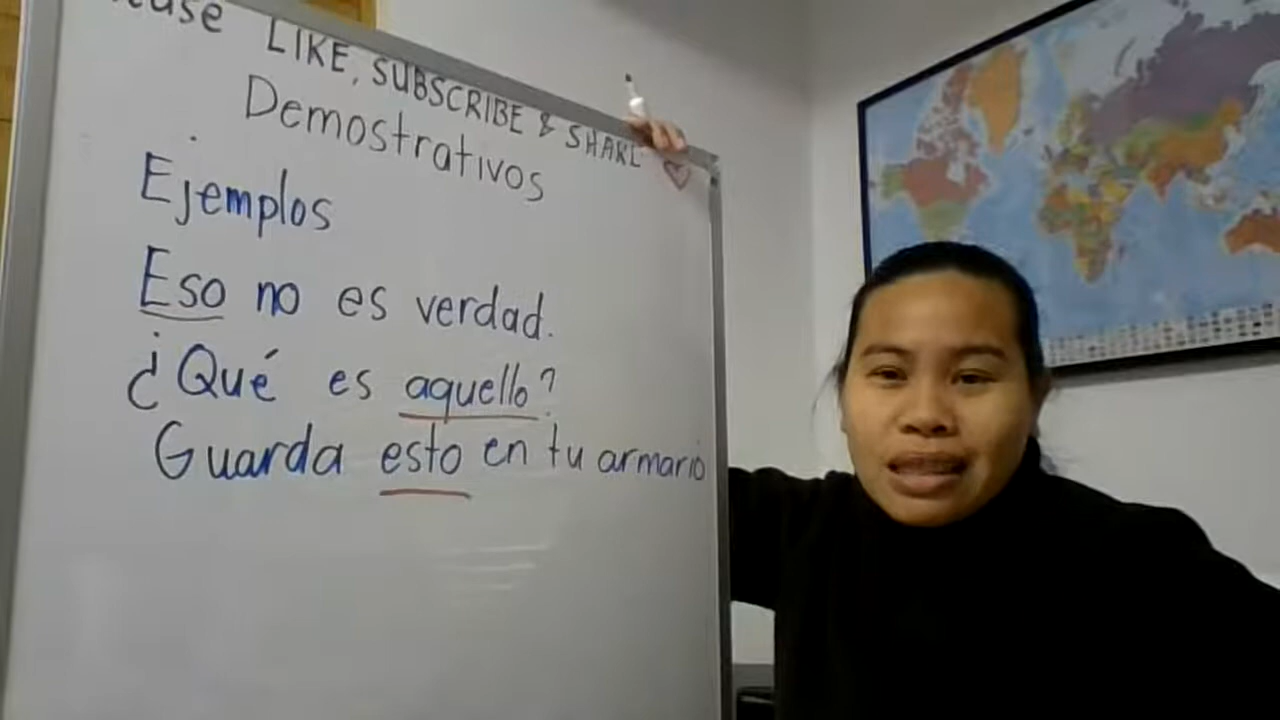 LIKE, SUBSCRIBE & SHARE
Demostrativos
Ejemplos
Eso no es verdad.
¿Qué es aquello?
Guarda esto en tu armario